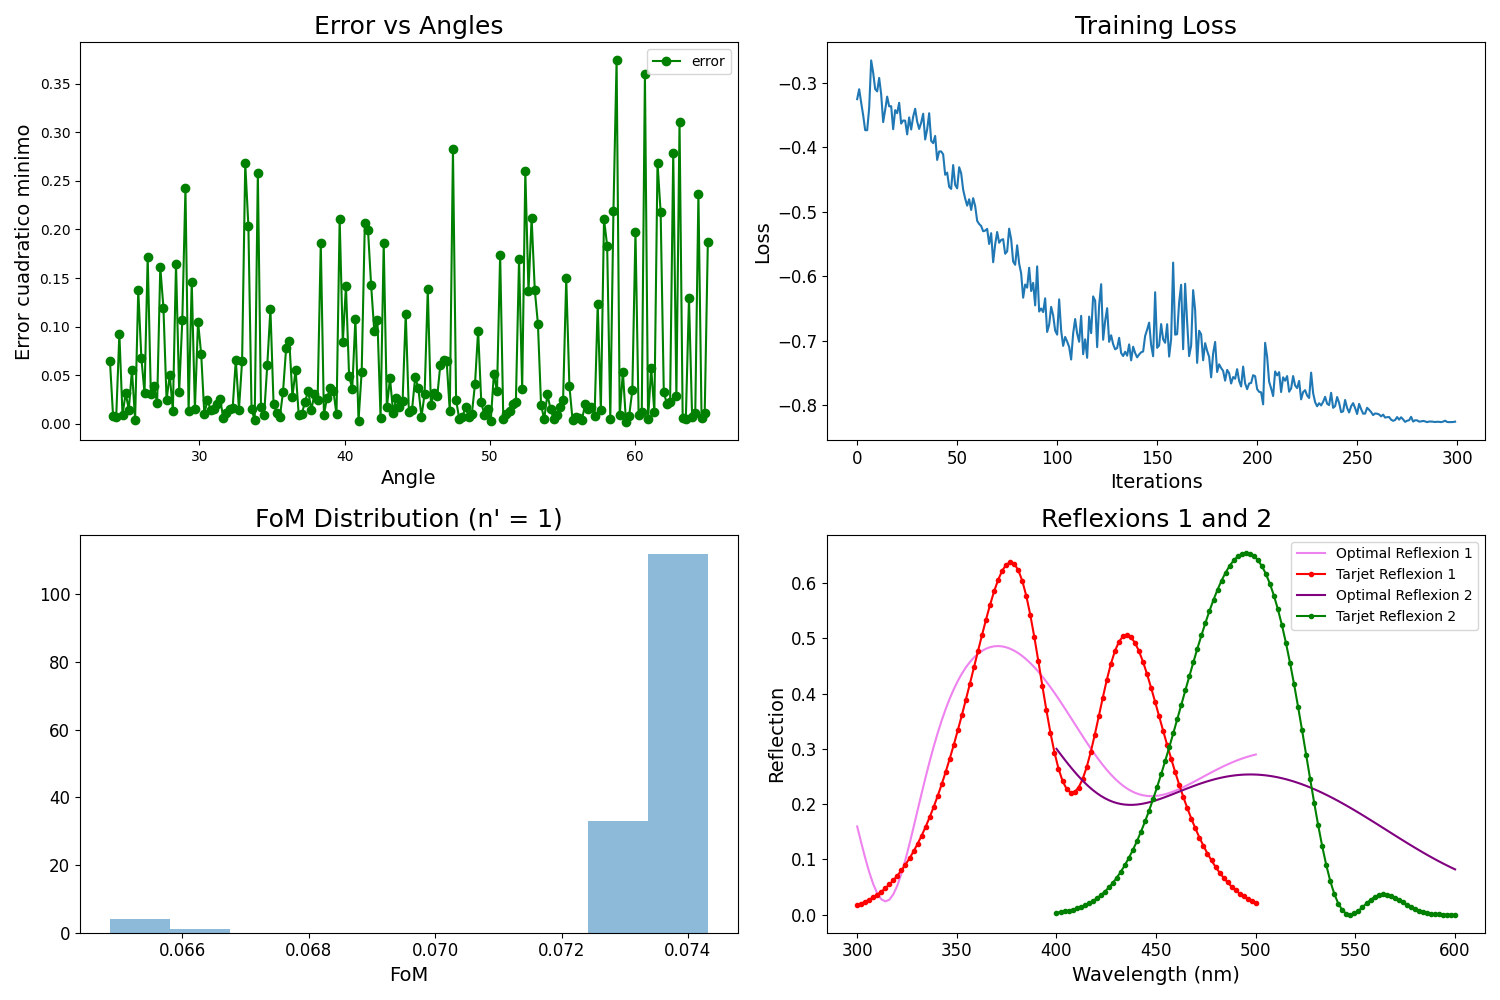 Error vs Angles
error
0.35
0.30
0.25
0.20
0.15
0.10
0.05
0.00
Error cuadratico minimo
30 40 50 60
Angle
Training Loss
−0.3
−0.4
−0.5
−0.6
−0.7
−0.8
Loss
0 50 100 150 200 250 300
Iterations
FoM Distribution (n' = 1)
100
80
60
40
20
0
0.066 0.068 0.070 0.072 0.074
FoM
Reflexions 1 and 2
Optimal Reflexion 1
Tarjet Reflexion 1
Optimal Reflexion 2
Tarjet Reflexion 2
0.6
0.5
0.4
0.3
0.2
0.1
0.0
Reflection
300 350 400 450 500 550 600
Wavelength (nm)